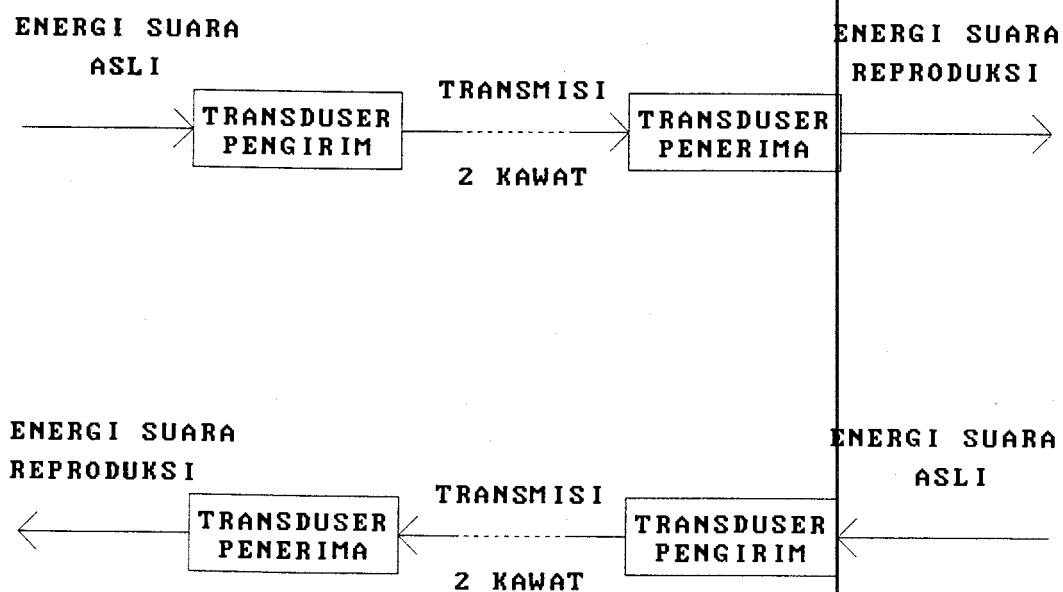 ENERGI SUARA
ASLI
TRANSDUSER
PENGIRIM
TRANSMISI
2 KAWAT
TRANSDUSER
PENERIMA
ENERGI SUARA
REPRODUKSI
ENERGI SUARA
REPRODUKSI
TRANSDUSER
PENERIMA
TRANSMISI
2 KAWAT
TRANSDUSER
PENGIRIM
ENERGI SUARA
ASLI